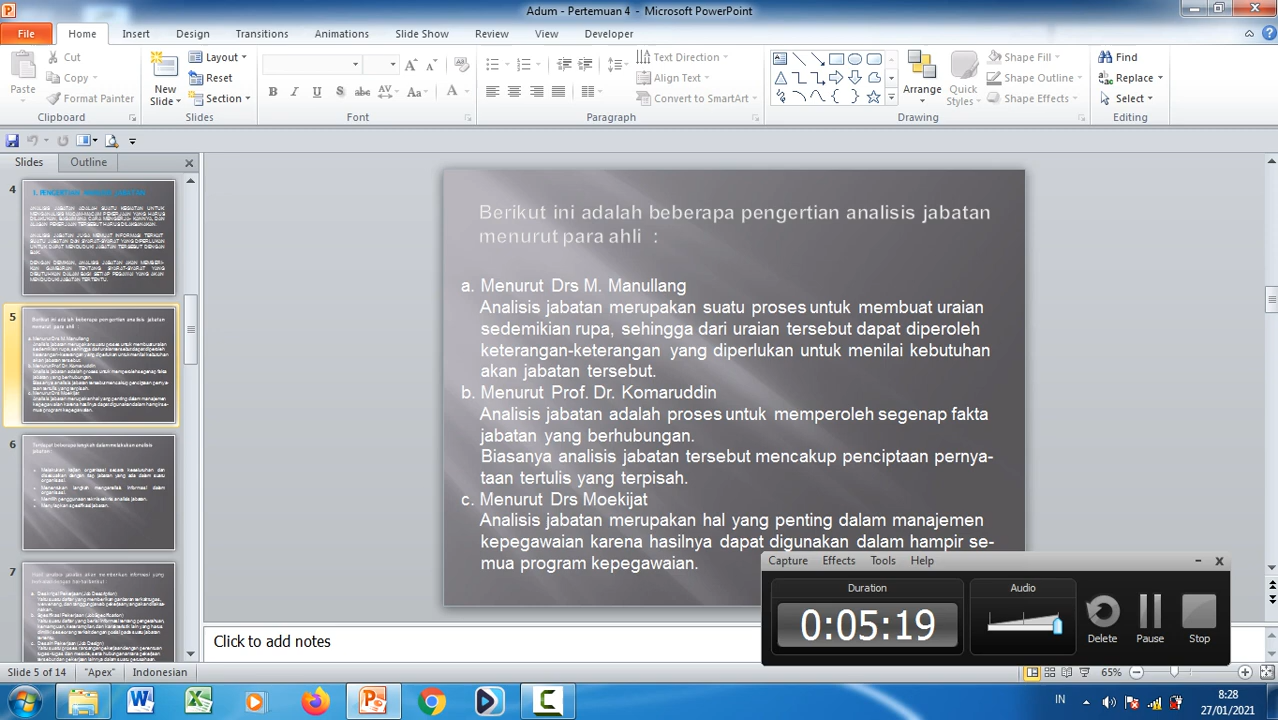 Adum - Pertemuan 4 - Microsoft PowerPoint
File Home Insert Design Transitions Animations Slide Show Review View Developer
Paste
Cut
Copy
Format Painter
Clipboard
New Slide
Layout
Reset
Section
Slides
Font
Text Direction
Align Text
Convert to SmartArt
Paragraph
Arrange
Quick Styles
Shape Fill
Shape Outline
Shape Effects
Drawing
Find
Replace
Select
Editing
Slides Outline
4
5
6
7
Berikut ini adalah beberapa pengertian analisis jabatan
menurut para ahli :
a. Menurut Drs M. Manullang
Analisis jabatan merupakan suatu proses untuk membuat uraian
sedemikian rupa, sehingga dari uraian tersebut dapat diperoleh
keterangan-keterangan yang diperlukan untuk menilai kebutuhan
akan jabatan tersebut.
b. Menurut Prof. Dr. Komaruddin
Analisis jabatan adalah proses untuk memperoleh segenap fakta
jabatan yang berhubungan.
Biasanya analisis jabatan tersebut mencakup penciptaan pernya-
taan tertulis yang terpisah.
c. Menurut Drs Moekijat
Analisis jabatan merupakan hal yang penting dalam manajemen
kepegawaian karena hasilnya dapat digunakan dalam hampir se-
mua program kepegawaian.
Capture Effects Tools Help
Duration
0:05:19
Audio
Delete
Pause
Stop
Click to add notes
Slide 5 of 14 "Apex" Indonesian
65%
IN
8:28
27/01/2021